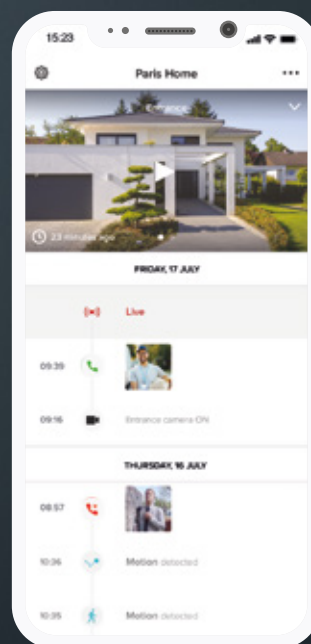 15:23
Paris Home
Entrance
23 minutes ago
FRIDAY, 17 JULY
Live
09:39
09:16 Entrance camera ON
THURSDAY, 16 JULY
08:57
10:36 Motion detected
10:35 Motion detected